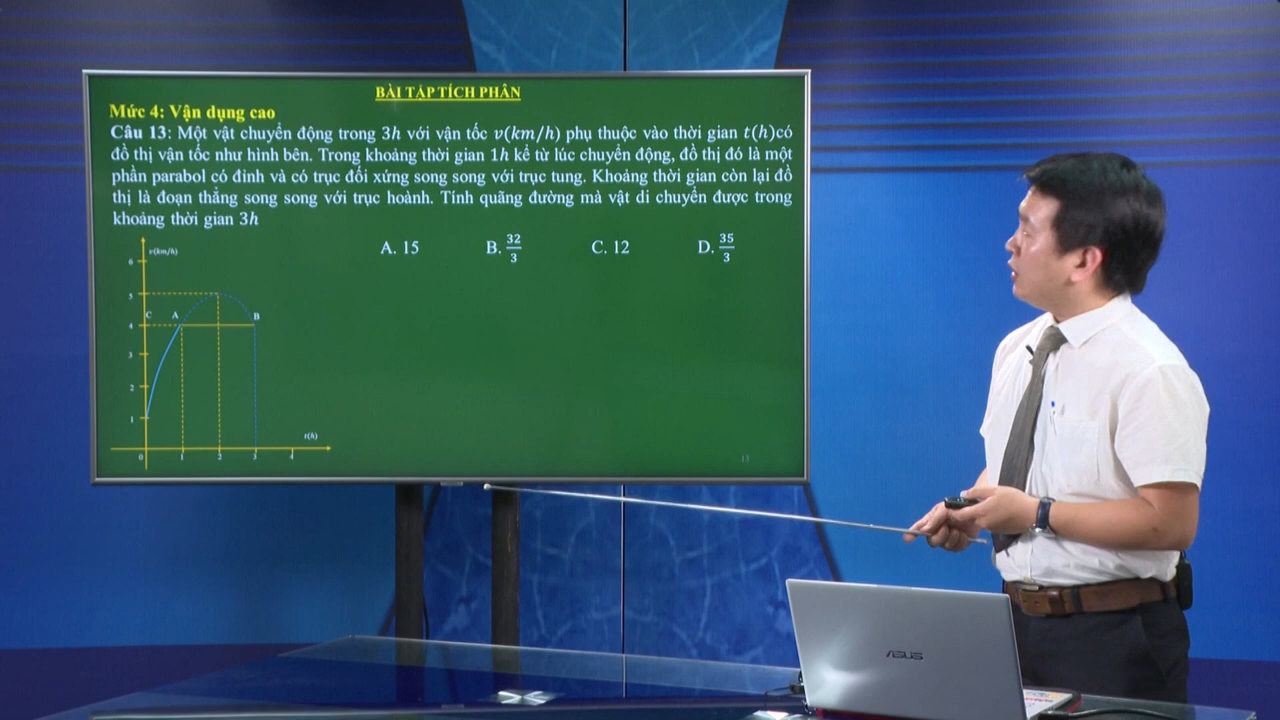 BÀI TẬP TÍCH PHÂN
Mức 4: Vận dụng cao
Câu 13: Một vật chuyển động trong 3h với vận tốc v(km/h) phụ thuộc vào thời gian t(h)có
đồ thị vận tốc như hình bên. Trong khoảng thời gian 1h kể từ lúc chuyển động, đồ thị đó là một
phần parabol có đỉnh và có trục đối xứng song song với trục tung. Khoảng thời gian còn lại đồ
thị là đoạn thẳng song song với trục hoành. Tính quãng đường mà vật di chuyển được trong
khoảng thời gian 3h
A. 15 B. 32/3 C. 12 D. 35/3
v(km/h)
6
5
C A B
4
3
2
1
t(h)
0 1 2 3 4
ASUS